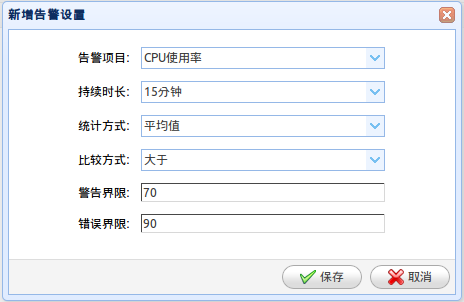 新增告警设置
告警项目： CPU使用率
持续时长： 15分钟
统计方式： 平均值
比较方式： 大于
警告界限： 70
错误界限： 90
保存 取消